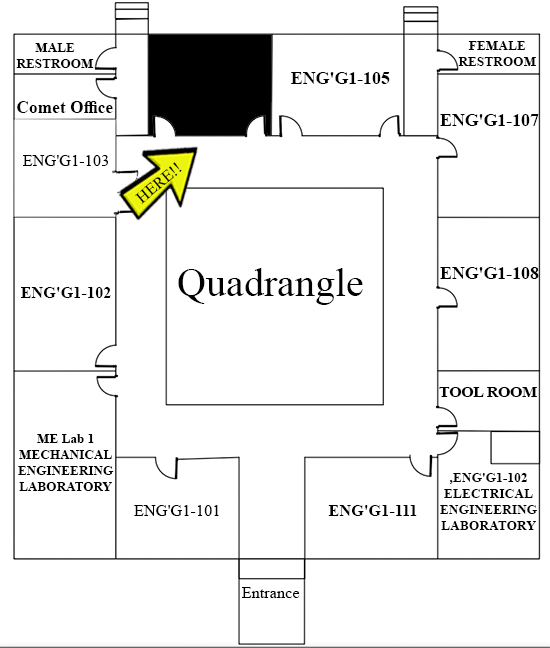 MALE
RESTROOM
FEMALE
RESTROOM
ENG'G1-105
Comet Office
ENG'G1-107
ENG'G1-103
HERE!!
Quadrangle
ENG'G1-102
ENG'G1-108
TOOL ROOM
ME Lab 1
MECHANICAL
ENGINEERING
LABORATORY
,ENG'G1-102
ELECTRICAL
ENGINEERING
LABORATORY
ENG'G1-101
ENG'G1-111
Entrance